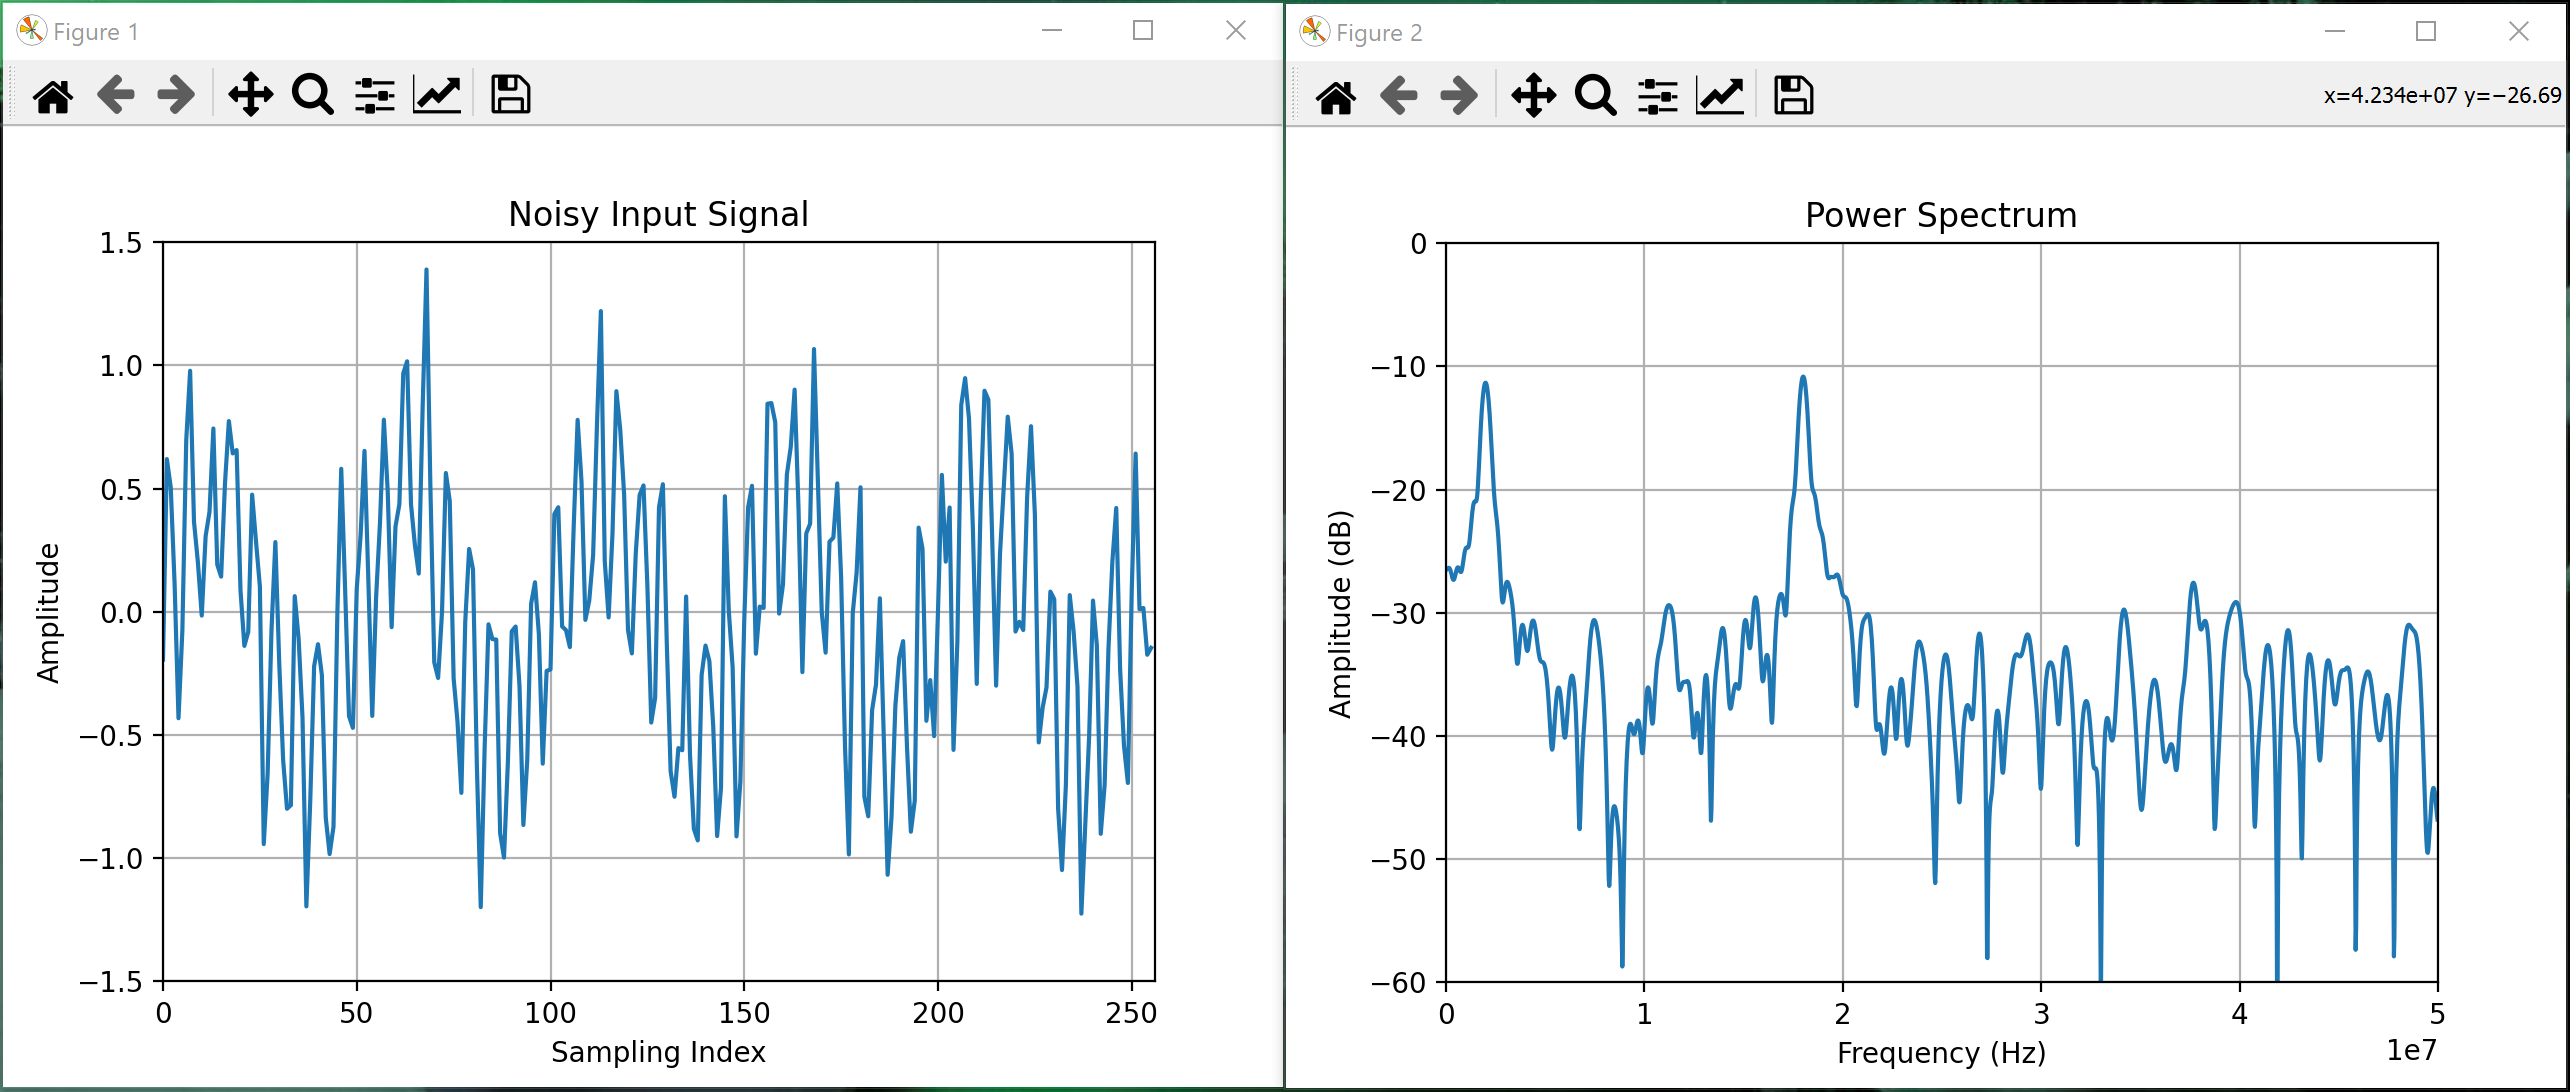 Figure 1
Noisy Input Signal
1.5
1.0
0.5
0.0
−0.5
−1.0
−1.5
Amplitude
0 50 100 150 200 250
Sampling Index
Figure 2
x=4.234e+07 y=−26.69
Power Spectrum
0
−10
−20
−30
−40
−50
−60
Amplitude (dB)
0 1 2 3 4 5
1e7
Frequency (Hz)